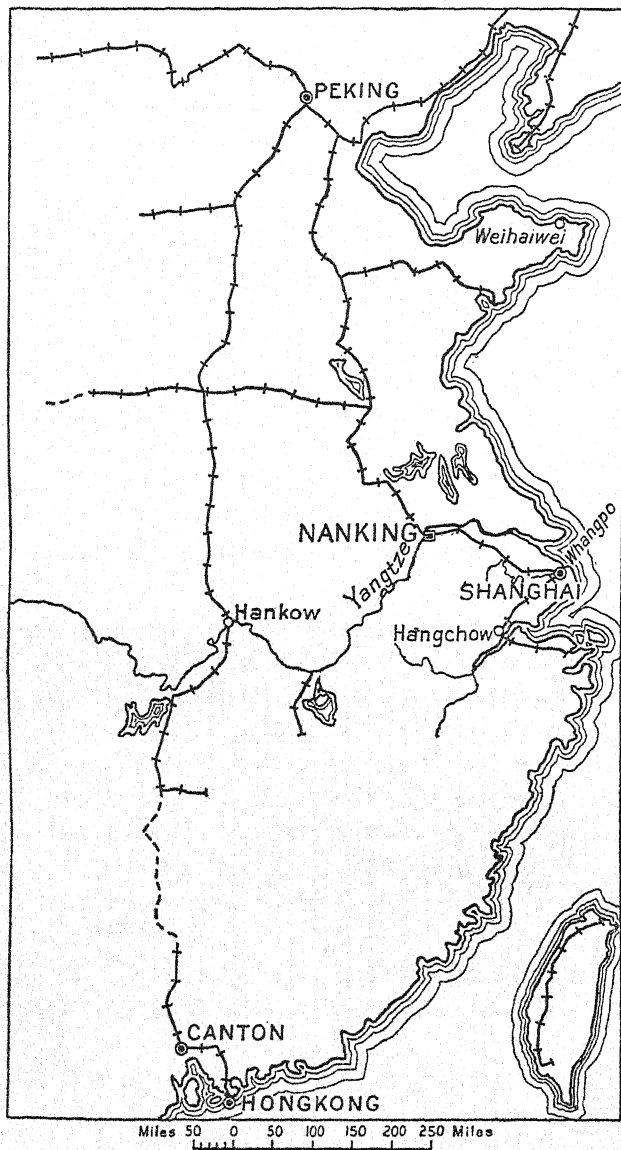 PEKING
Weihaiwei
NANKING
Yangtze
Whangpo
SHANGHAI
Hankow
Hangchow
CANTON
HONGKONG
Miles 50 0 50 100 150 200 250 Miles